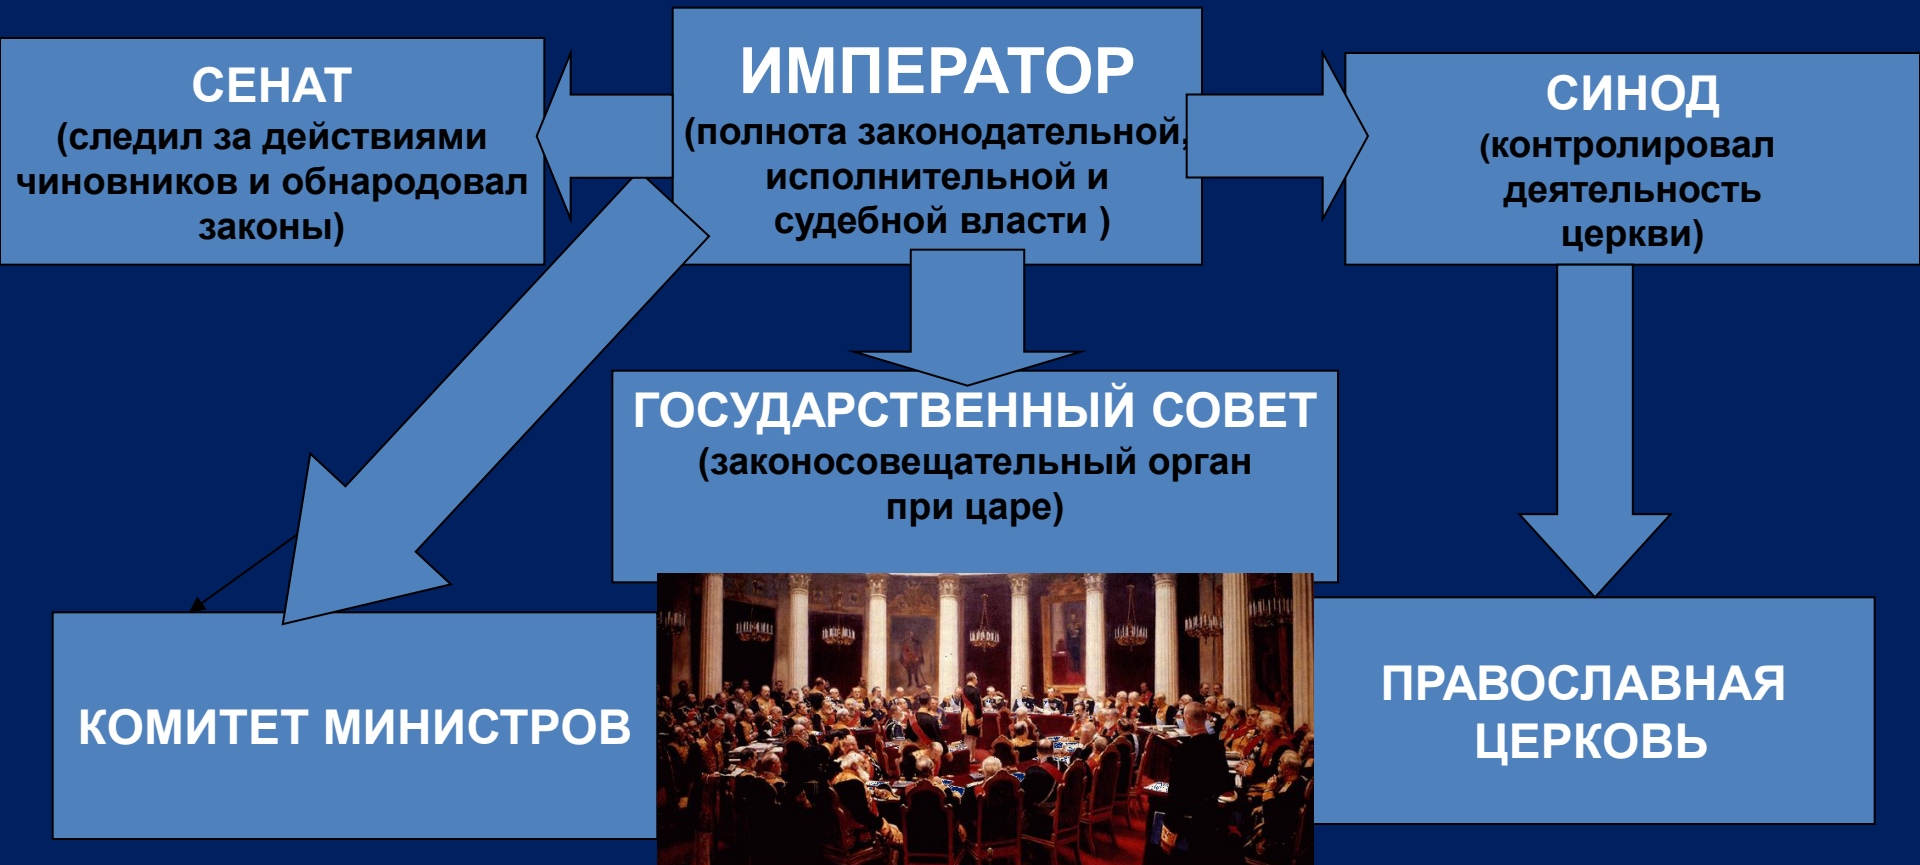 СЕНАТ
(следил за действиями
чиновников и обнародовал
законы)
ИМПЕРАТОР
(полнота законодательной,
исполнительной и
судебной власти )
СИНОД
(контролировал
деятельность
церкви)
ГОСУДАРСТВЕННЫЙ СОВЕТ
(законосовещательный орган
при царе)
КОМИТЕТ МИНИСТРОВ
ПРАВОСЛАВНАЯ
ЦЕРКОВЬ